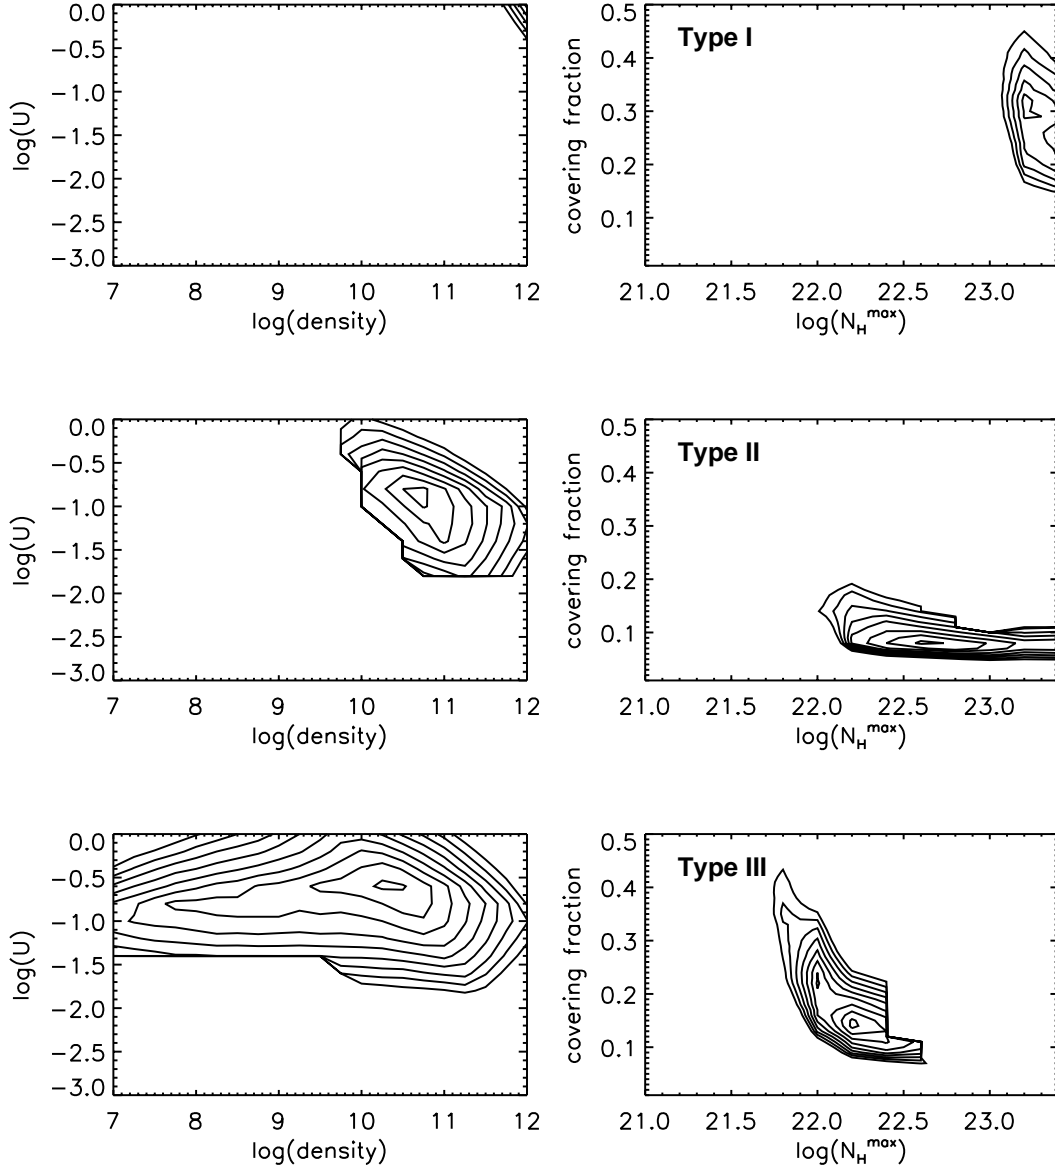 0.0
−0.5
−1.0
−1.5
−2.0
−2.5
−3.0
log(U)
7 8 9 10 11 12
log(density)
Type I
0.5
0.4
0.3
0.2
0.1
covering fraction
21.0 21.5 22.0 22.5 23.0
log(N_H^max)
0.0
−0.5
−1.0
−1.5
−2.0
−2.5
−3.0
log(U)
7 8 9 10 11 12
log(density)
Type II
0.5
0.4
0.3
0.2
0.1
covering fraction
21.0 21.5 22.0 22.5 23.0
log(N_H^max)
0.0
−0.5
−1.0
−1.5
−2.0
−2.5
−3.0
log(U)
7 8 9 10 11 12
log(density)
Type III
0.5
0.4
0.3
0.2
0.1
covering fraction
21.0 21.5 22.0 22.5 23.0
log(N_H^max)